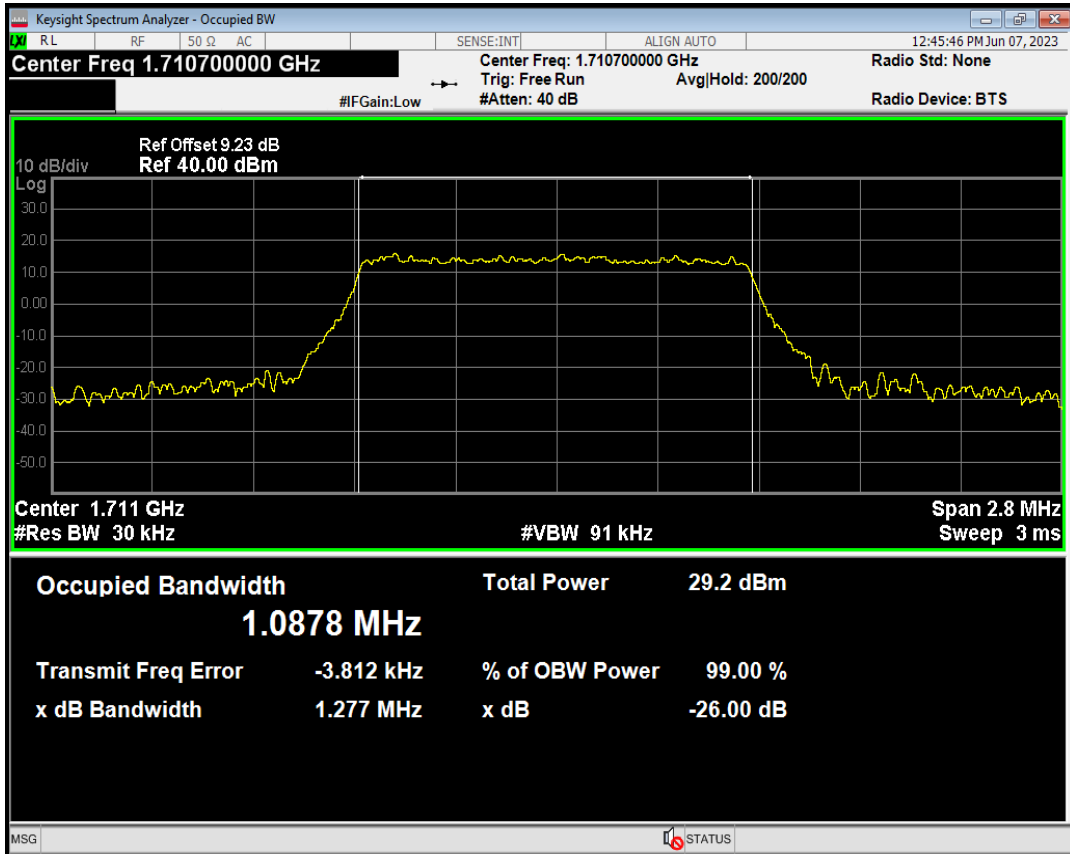 Keysight Spectrum Analyzer - Occupied BW
LXI RL RF 50 Ω AC SENSE:INT ALIGN AUTO 12:45:46 PM Jun 07, 2023
Center Freq 1.710700000 GHz Center Freq: 1.710700000 GHz Radio Std: None
Trig: Free Run Avg|Hold: 200/200
#IFGain:Low #Atten: 40 dB Radio Device: BTS
Ref Offset 9.23 dB
10 dB/div Ref 40.00 dBm
Log
30.0
20.0
10.0
0.00
-10.0
-20.0
-30.0
-40.0
-50.0
Center 1.711 GHz Span 2.8 MHz
#Res BW 30 kHz #VBW 91 kHz Sweep 3 ms
Occupied Bandwidth Total Power 29.2 dBm
1.0878 MHz
Transmit Freq Error -3.812 kHz % of OBW Power 99.00 %
x dB Bandwidth 1.277 MHz x dB -26.00 dB
MSG STATUS